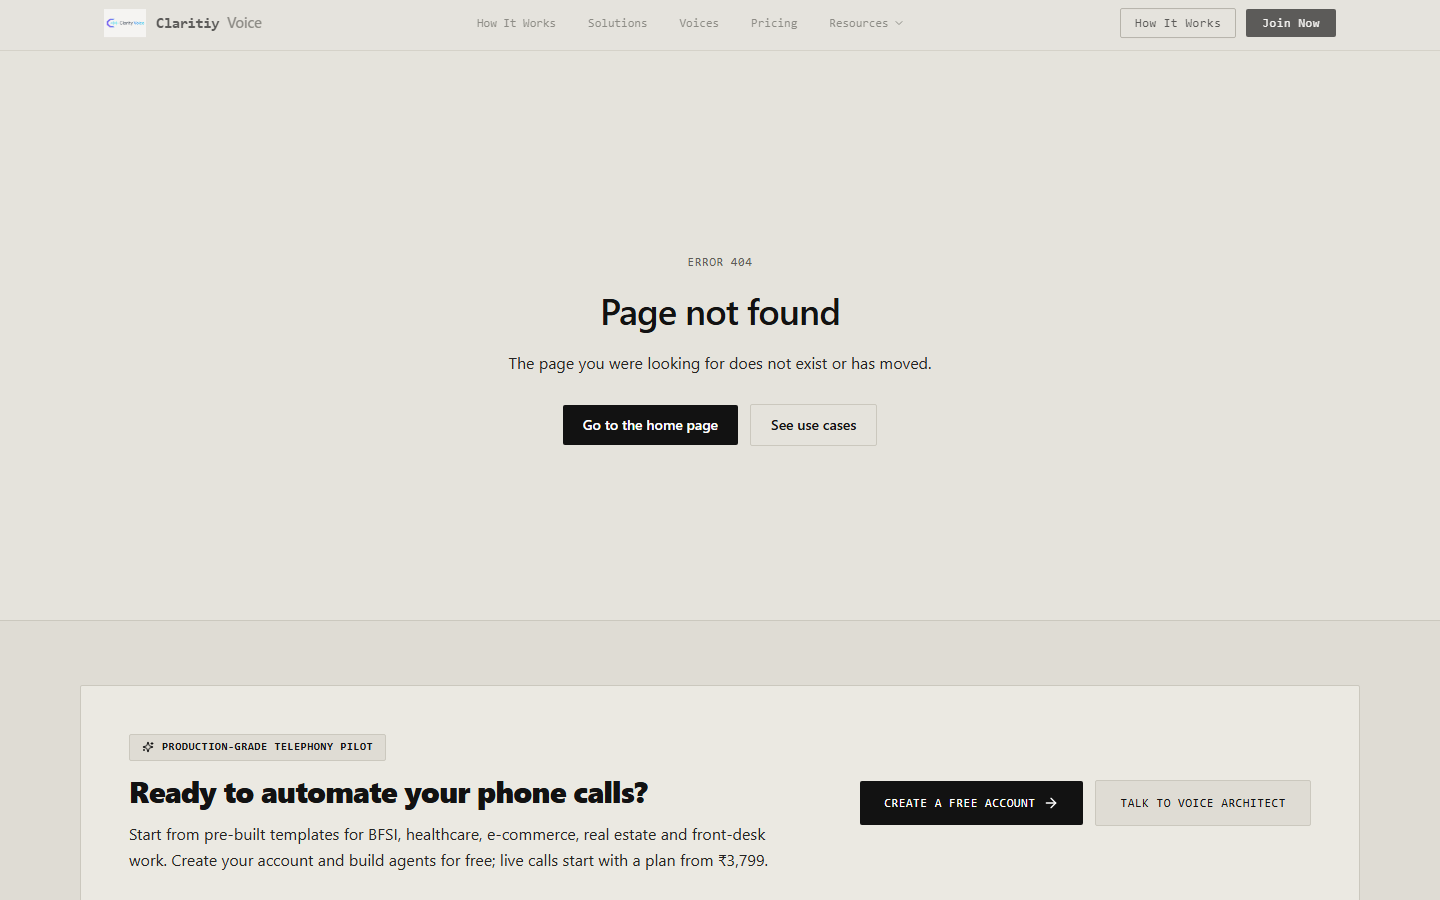 Claritiy Voice
How It Works
Solutions
Voices
Pricing
Resources
How It Works
Join Now
ERROR 404
Page not found
The page you were looking for does not exist or has moved.
Go to the home page
See use cases
PRODUCTION-GRADE TELEPHONY PILOT
Ready to automate your phone calls?
Start from pre-built templates for BFSI, healthcare, e-commerce, real estate and front-desk
work. Create your account and build agents for free; live calls start with a plan from ₹3,799.
CREATE A FREE ACCOUNT
TALK TO VOICE ARCHITECT